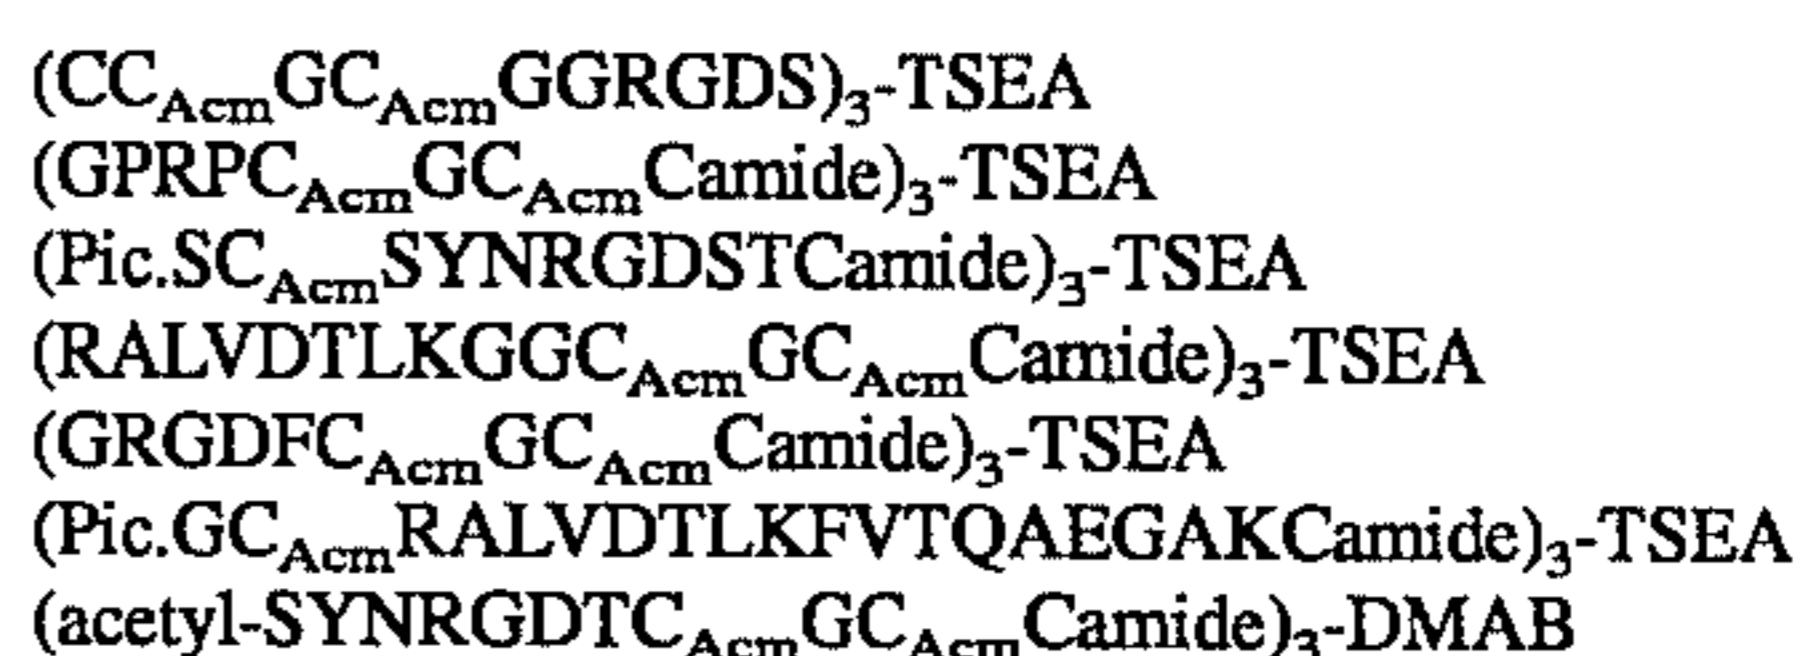 (CC_AcmGC_AcmGGRGDS)_3-TSEA
(GPRPC_AcmGC_AcmCamide)_3-TSEA
(Pic.SC_AcmSYNRGDSTCamide)_3-TSEA
(RALVDTLKGGC_AcmGC_AcmCamide)_3-TSEA
(GRGDFC_AcmGC_AcmCamide)_3-TSEA
(Pic.GC_AcmRALVDTLKFVTQAEGAKCamide)_3-TSEA
(acetyl-SYNRGDTC_AcmGC_AcmCamide)_3-DMAB